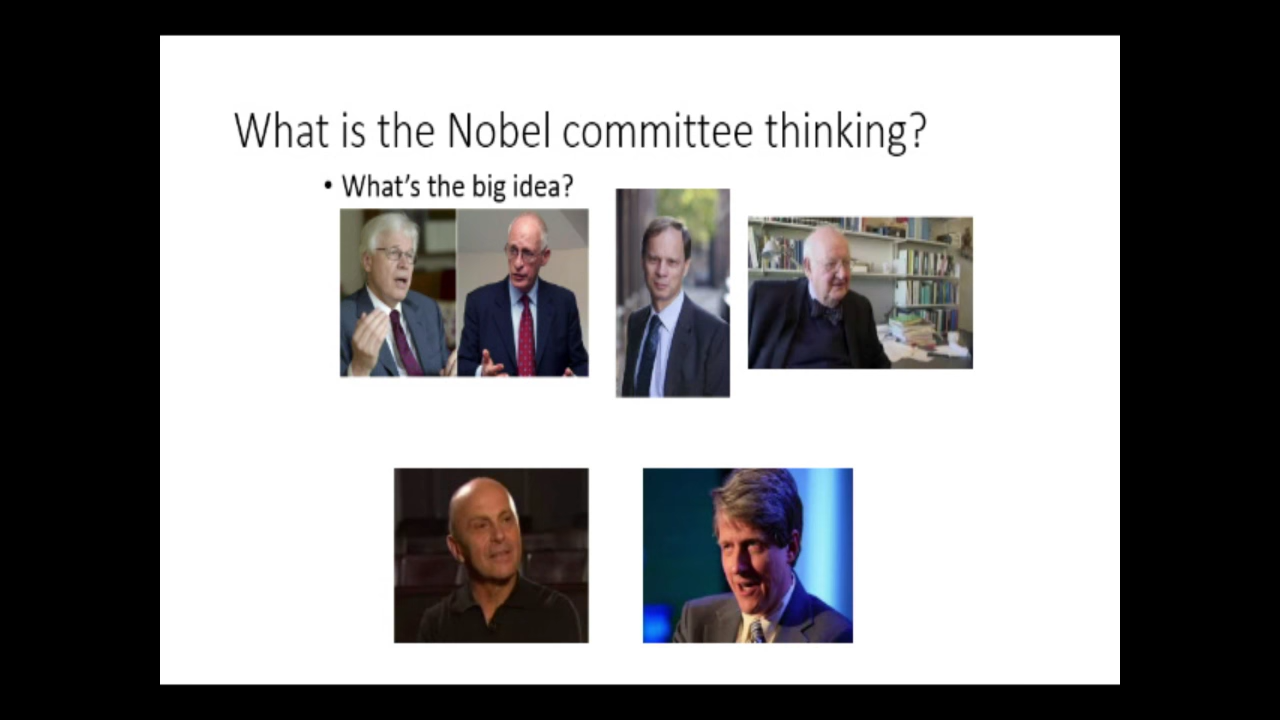 What is the Nobel committee thinking?
• What's the big idea?